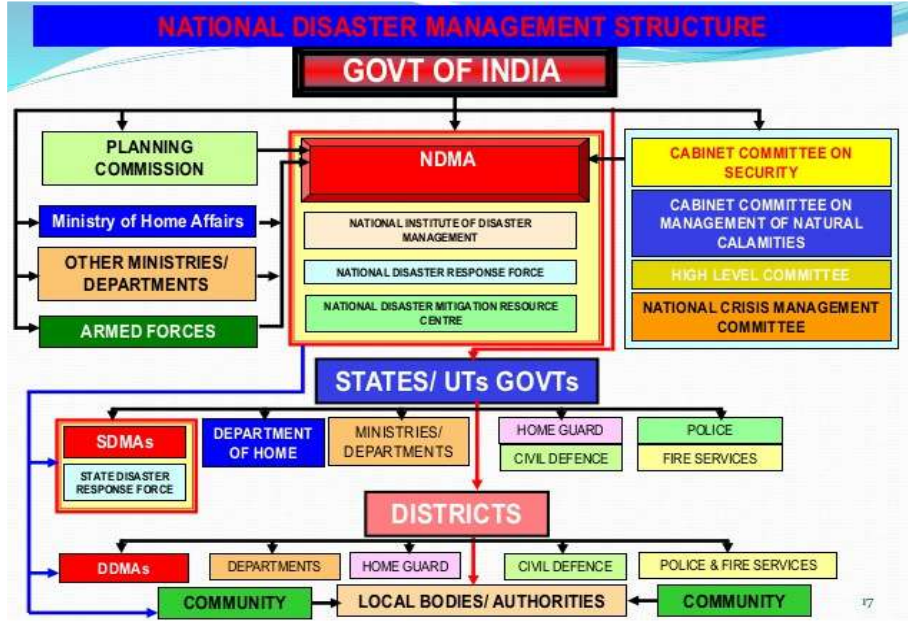 NATIONAL DISASTER MANAGEMENT STRUCTURE
GOVT OF INDIA
PLANNING
COMMISSION
Ministry of Home Affairs
OTHER MINISTRIES/
DEPARTMENTS
ARMED FORCES
NDMA
NATIONAL INSTITUTE OF DISASTER
MANAGEMENT
NATIONAL DISASTER RESPONSE FORCE
NATIONAL DISASTER MITIGATION RESOURCE
CENTRE
CABINET COMMITTEE ON
SECURITY
CABINET COMMITTEE ON
MANAGEMENT OF NATURAL
CALAMITIES
HIGH LEVEL COMMITTEE
NATIONAL CRISIS MANAGEMENT
COMMITTEE
STATES/ UTs GOVTs
SDMAs
STATE DISASTER
RESPONSE FORCE
DEPARTMENT
OF HOME
MINISTRIES/
DEPARTMENTS
HOME GUARD
CIVIL DEFENCE
POLICE
FIRE SERVICES
DISTRICTS
DDMAs
DEPARTMENTS
HOME GUARD
CIVIL DEFENCE
POLICE & FIRE SERVICES
COMMUNITY
LOCAL BODIES/ AUTHORITIES
COMMUNITY
17